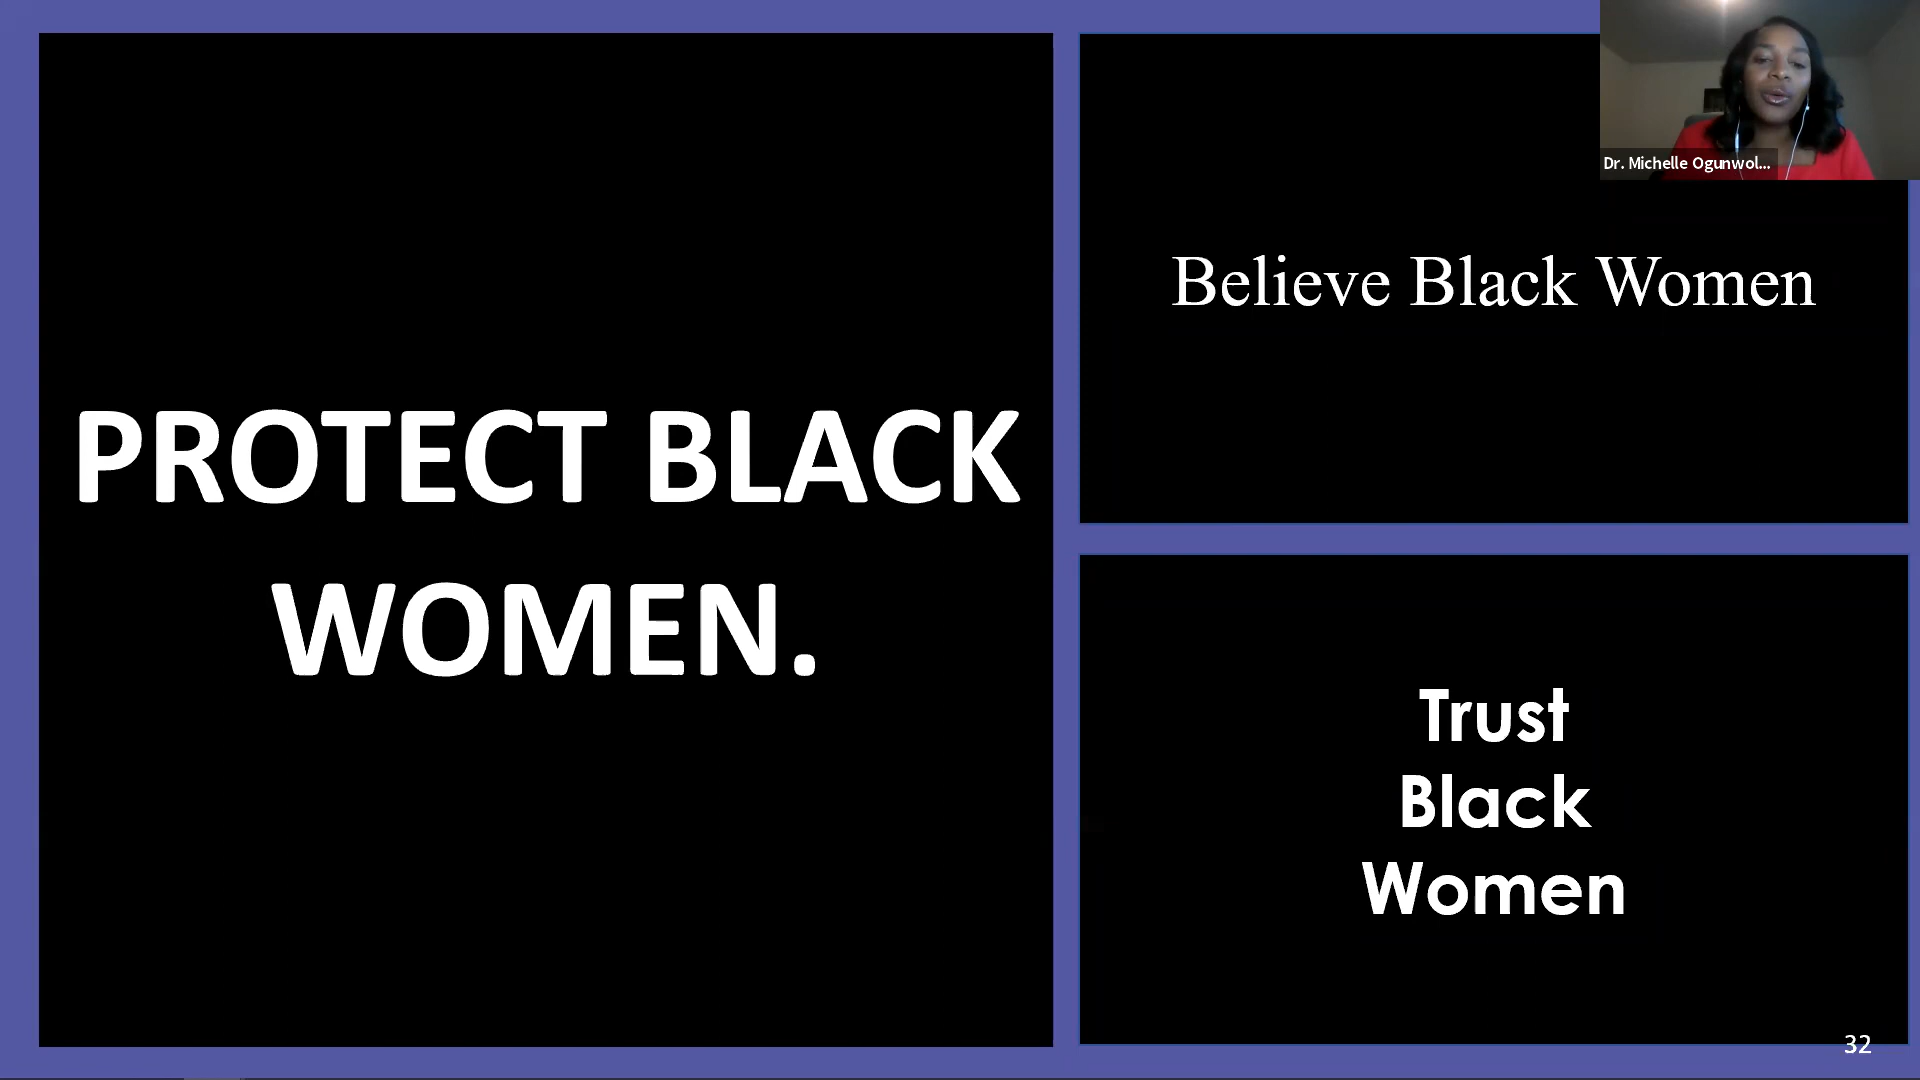 PROTECT BLACK
WOMEN.
Believe Black Women
Trust
Black
Women
Dr. Michelle Ogunwol...
32